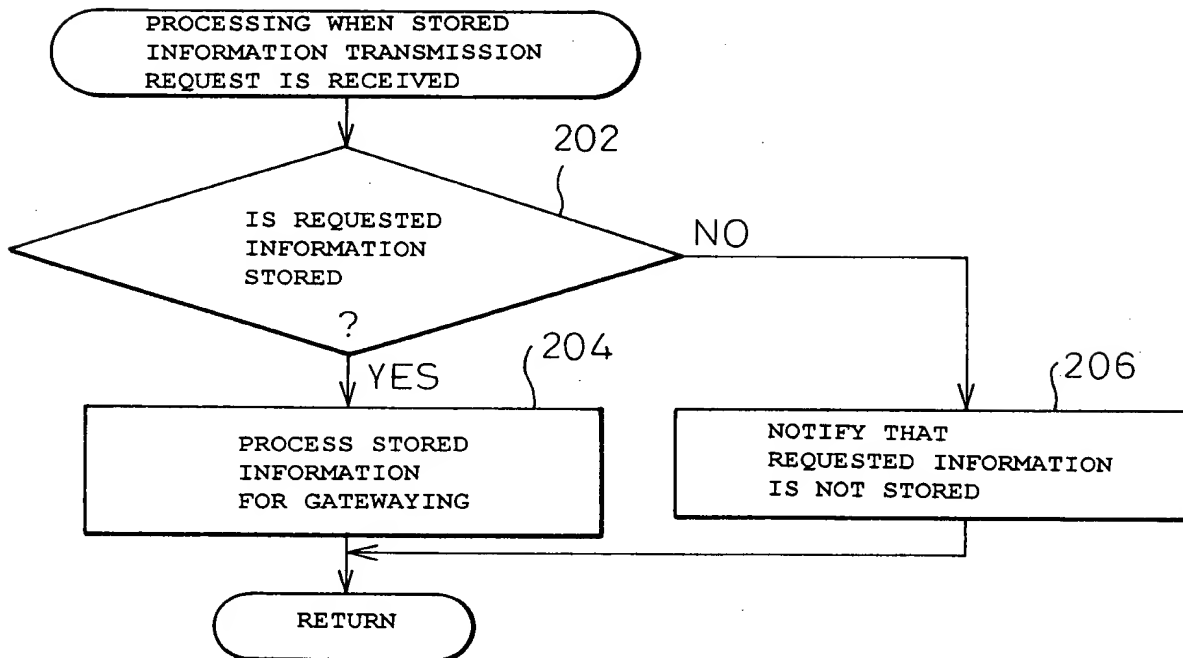 PROCESSING WHEN STORED
INFORMATION TRANSMISSION
REQUEST IS RECEIVED
202
IS REQUESTED
INFORMATION
STORED
?
NO
YES
204
PROCESS STORED
INFORMATION
FOR GATEWAYING
206
NOTIFY THAT
REQUESTED INFORMATION
IS NOT STORED
RETURN